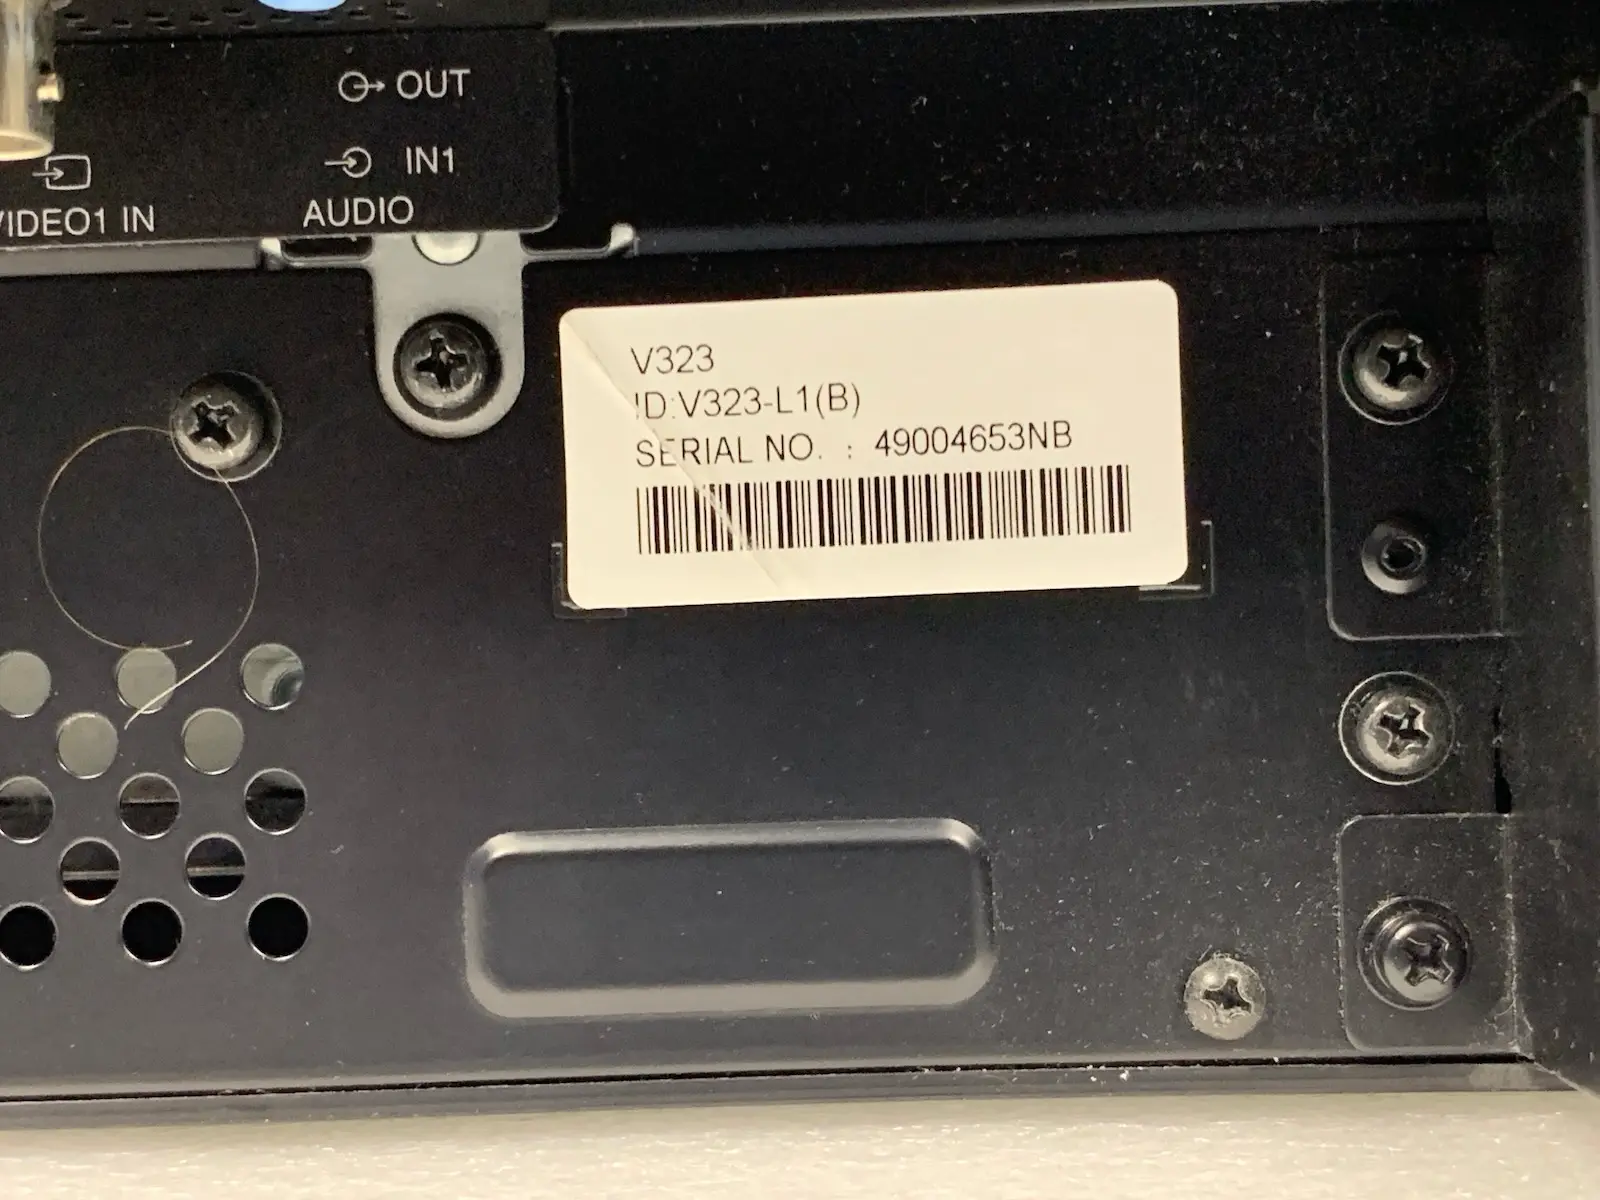 OUT
IN1
VIDEO1 IN
AUDIO
V323
ID:V323-L1(B)
SERIAL NO. : 49004653NB